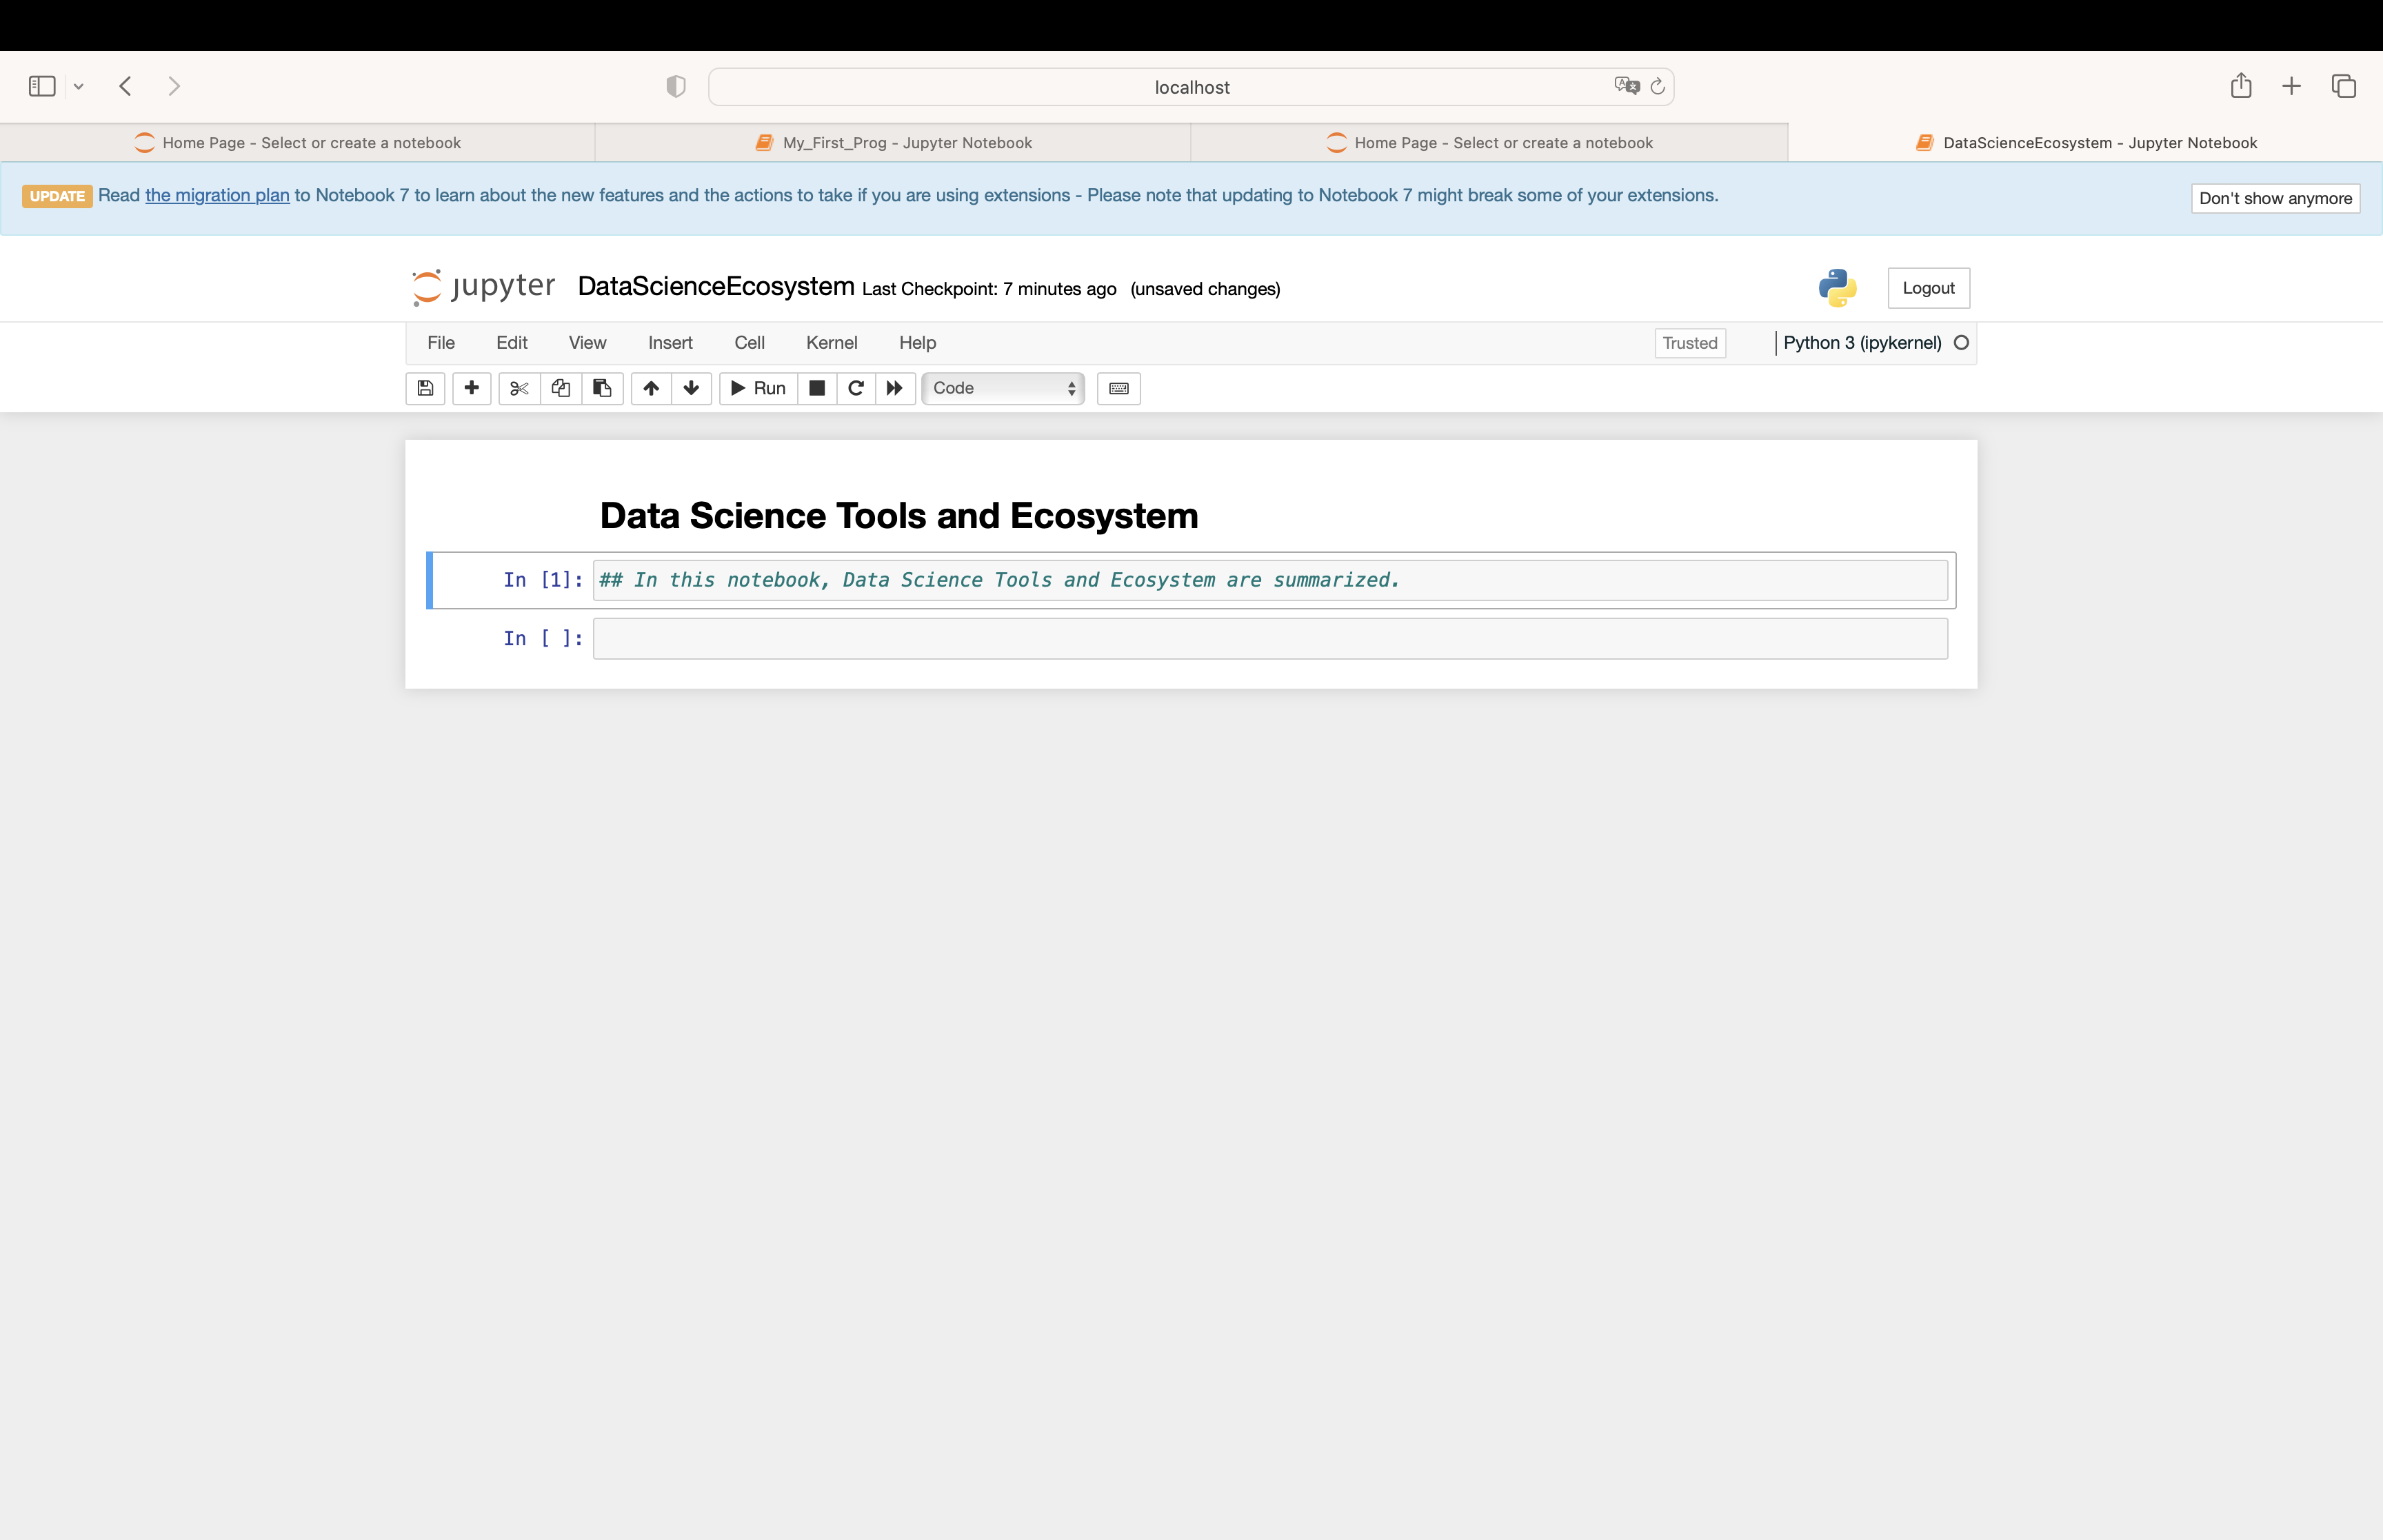 localhost
Home Page - Select or create a notebook
My_First_Prog - Jupyter Notebook
Home Page - Select or create a notebook
DataScienceEcosystem - Jupyter Notebook
UPDATE Read the migration plan to Notebook 7 to learn about the new features and the actions to take if you are using extensions - Please note that updating to Notebook 7 might break some of your extensions.
Don't show anymore
jupyter DataScienceEcosystem Last Checkpoint: 7 minutes ago (unsaved changes)
Logout
File Edit View Insert Cell Kernel Help
Trusted
Python 3 (ipykernel)
Run
Code
Data Science Tools and Ecosystem
In [1]: ## In this notebook, Data Science Tools and Ecosystem are summarized.
In [ ]: